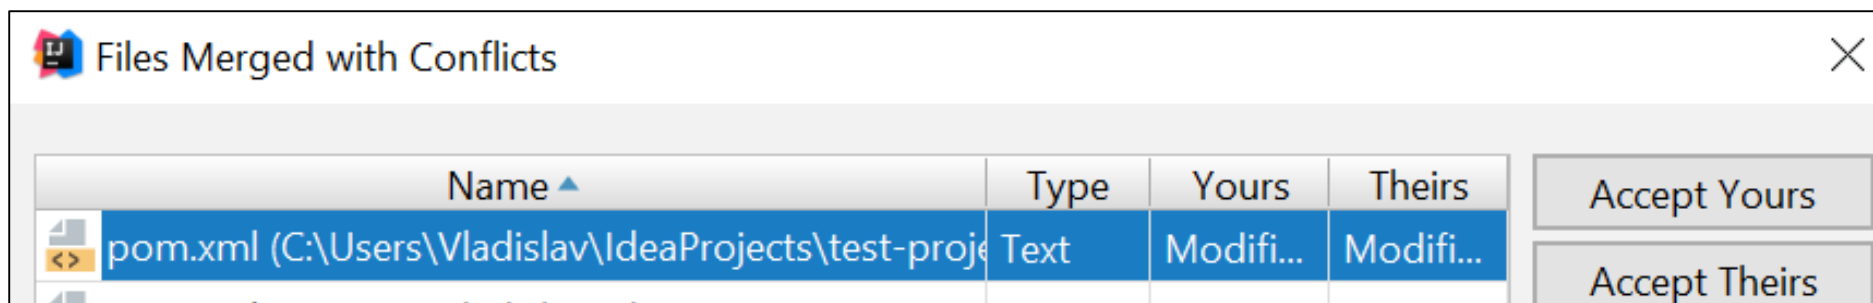 Files Merged with Conflicts
Name Type Yours Theirs
pom.xml (C:\Users\Vladislav\IdeaProjects\test-proje Text Modifi... Modifi...
Accept Yours
Accept Theirs